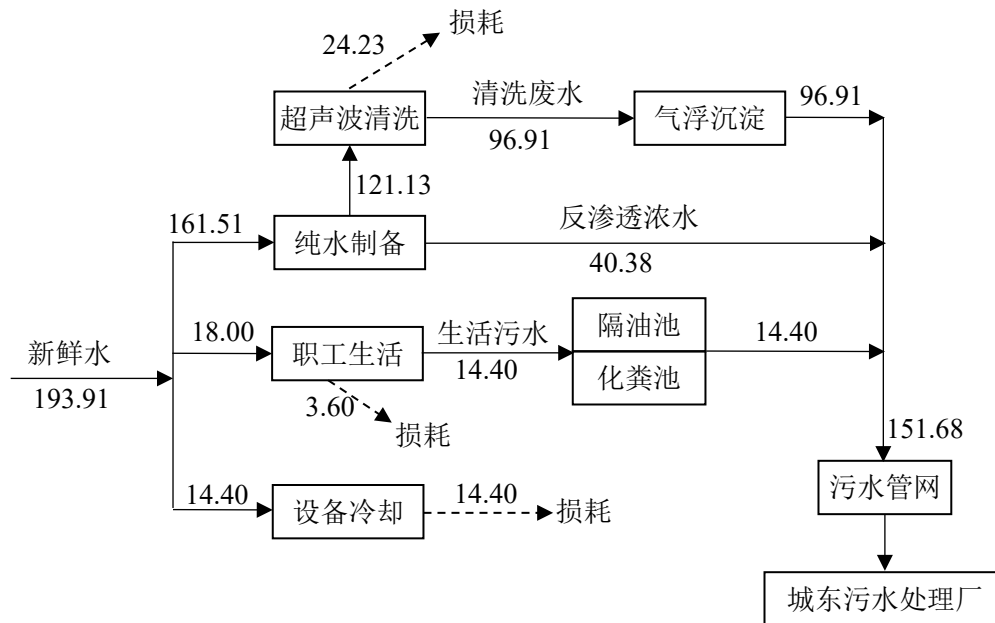 24.23
损耗
超声波清洗
清洗废水
96.91
气浮沉淀
96.91
121.13
161.51
纯水制备
反渗透浓水
40.38
新鲜水
193.91
18.00
职工生活
生活污水
14.40
隔油池
化粪池
14.40
3.60
损耗
151.68
14.40
设备冷却
14.40
损耗
污水管网
城东污水处理厂